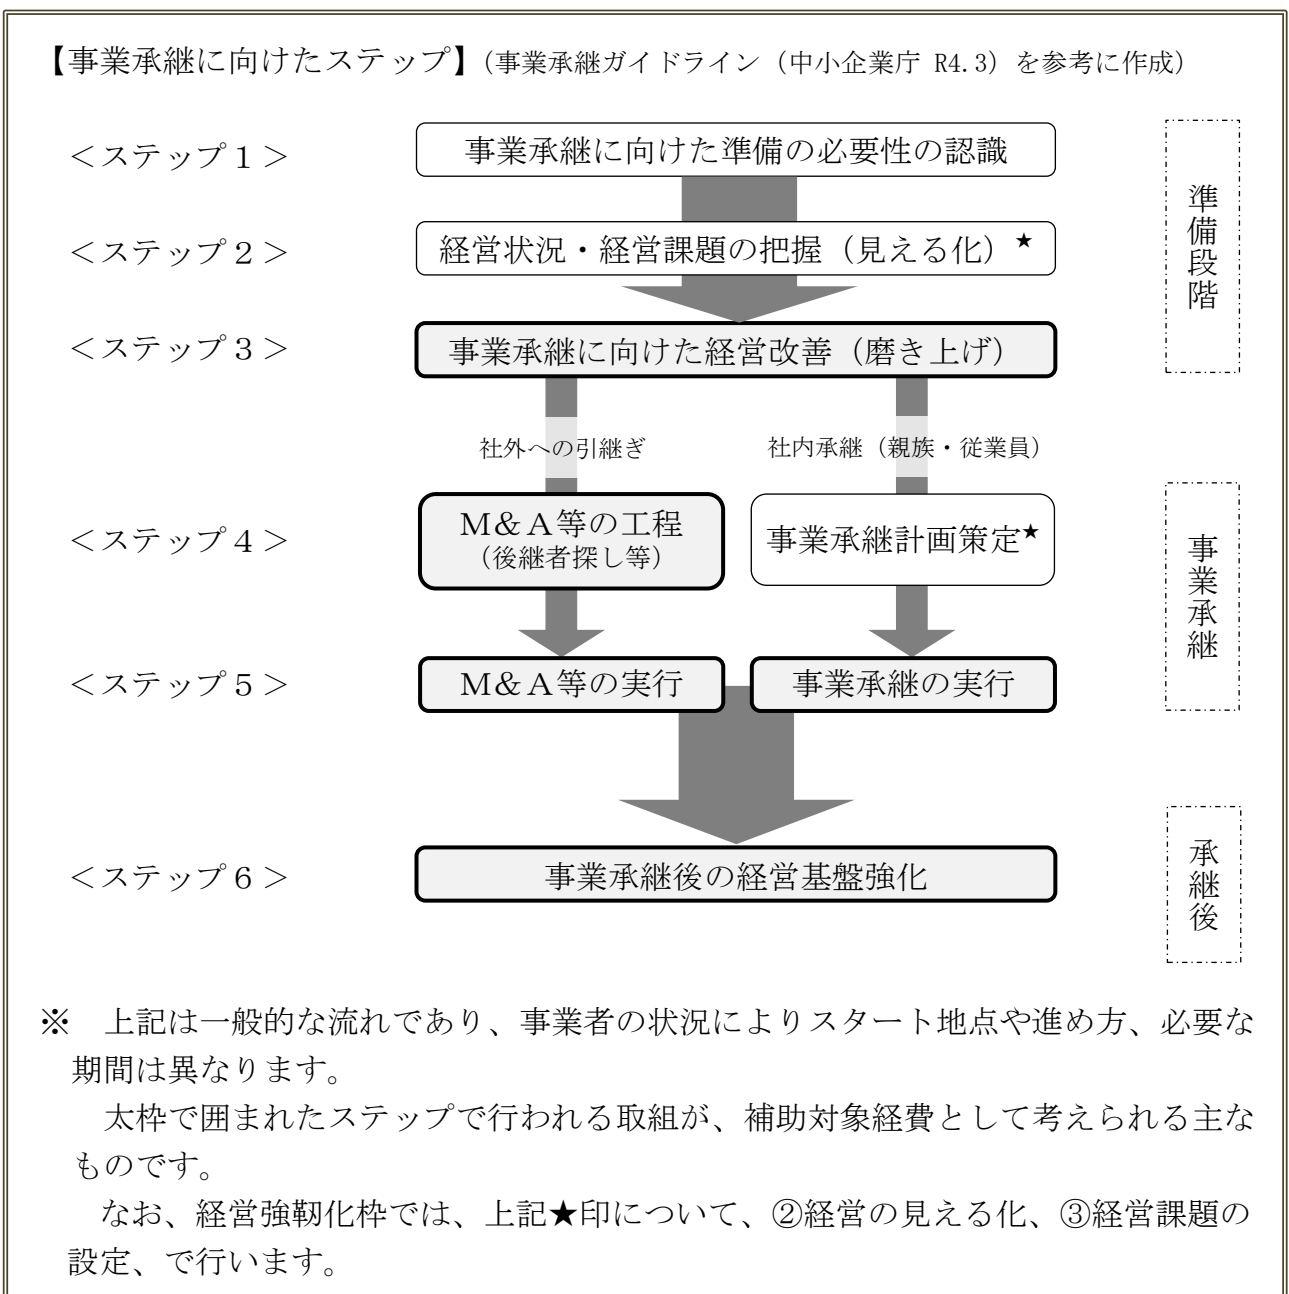 【事業承継に向けたステップ】（事業承継ガイドライン（中小企業庁 R4.3）を参考に作成）
＜ステップ１＞
事業承継に向けた準備の必要性の認識
準備段階
＜ステップ２＞
経営状況・経営課題の把握（見える化）★
＜ステップ３＞
事業承継に向けた経営改善（磨き上げ）
社外への引継ぎ
社内承継（親族・従業員）
＜ステップ４＞
Ｍ＆Ａ等の工程
（後継者探し等）
事業承継計画策定★
事業承継
＜ステップ５＞
Ｍ＆Ａ等の実行
事業承継の実行
＜ステップ６＞
事業承継後の経営基盤強化
承継後
※　上記は一般的な流れであり、事業者の状況によりスタート地点や進め方、必要な
期間は異なります。
太枠で囲まれたステップで行われる取組が、補助対象経費として考えられる主な
ものです。
なお、経営強靭化枠では、上記★印について、②経営の見える化、③経営課題の
設定、で行います。